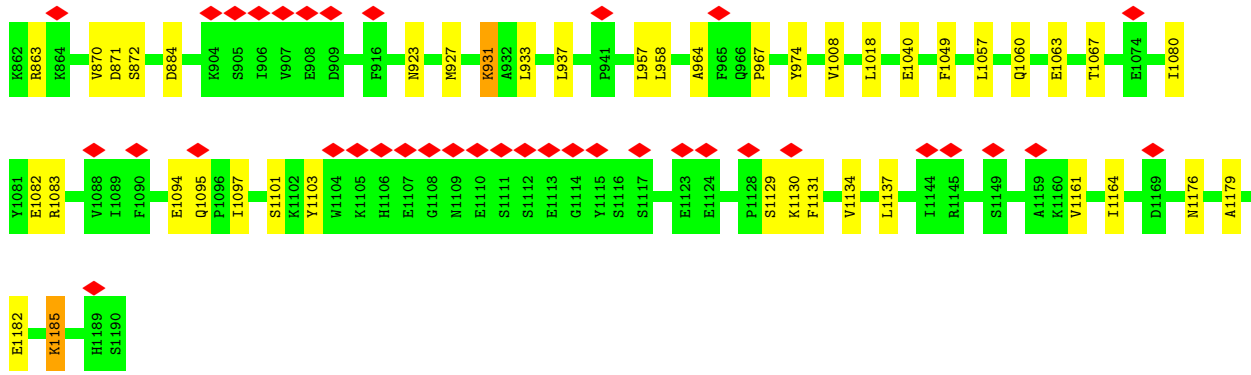 K862 R863 K864 V870 D871 S872 D884 K904 S905 I906 V907 E908 D909 F916 N923 M927 K931 A932 L933 L937 P941 L957 L958 A964 F965 Q966 P967 Y974 V1008 L1018 E1040 F1049 L1057 Q1060 E1063 T1067 E1074 I1080
Y1081 E1082 R1083 V1088 I1089 F1090 E1094 Q1095 P1096 I1097 S1101 K1102 Y1103 W1104 K1105 H1106 E1107 G1108 N1109 E1110 S1111 S1112 E1113 G1114 Y1115 S1116 S1117 E1123 E1124 P1128 S1129 K1130 F1131 V1134 L1137 I1144 R1145 S1149 A1159 K1160 V1161 I1164 D1169 N1176 A1179
E1182 K1185 H1189 S1190